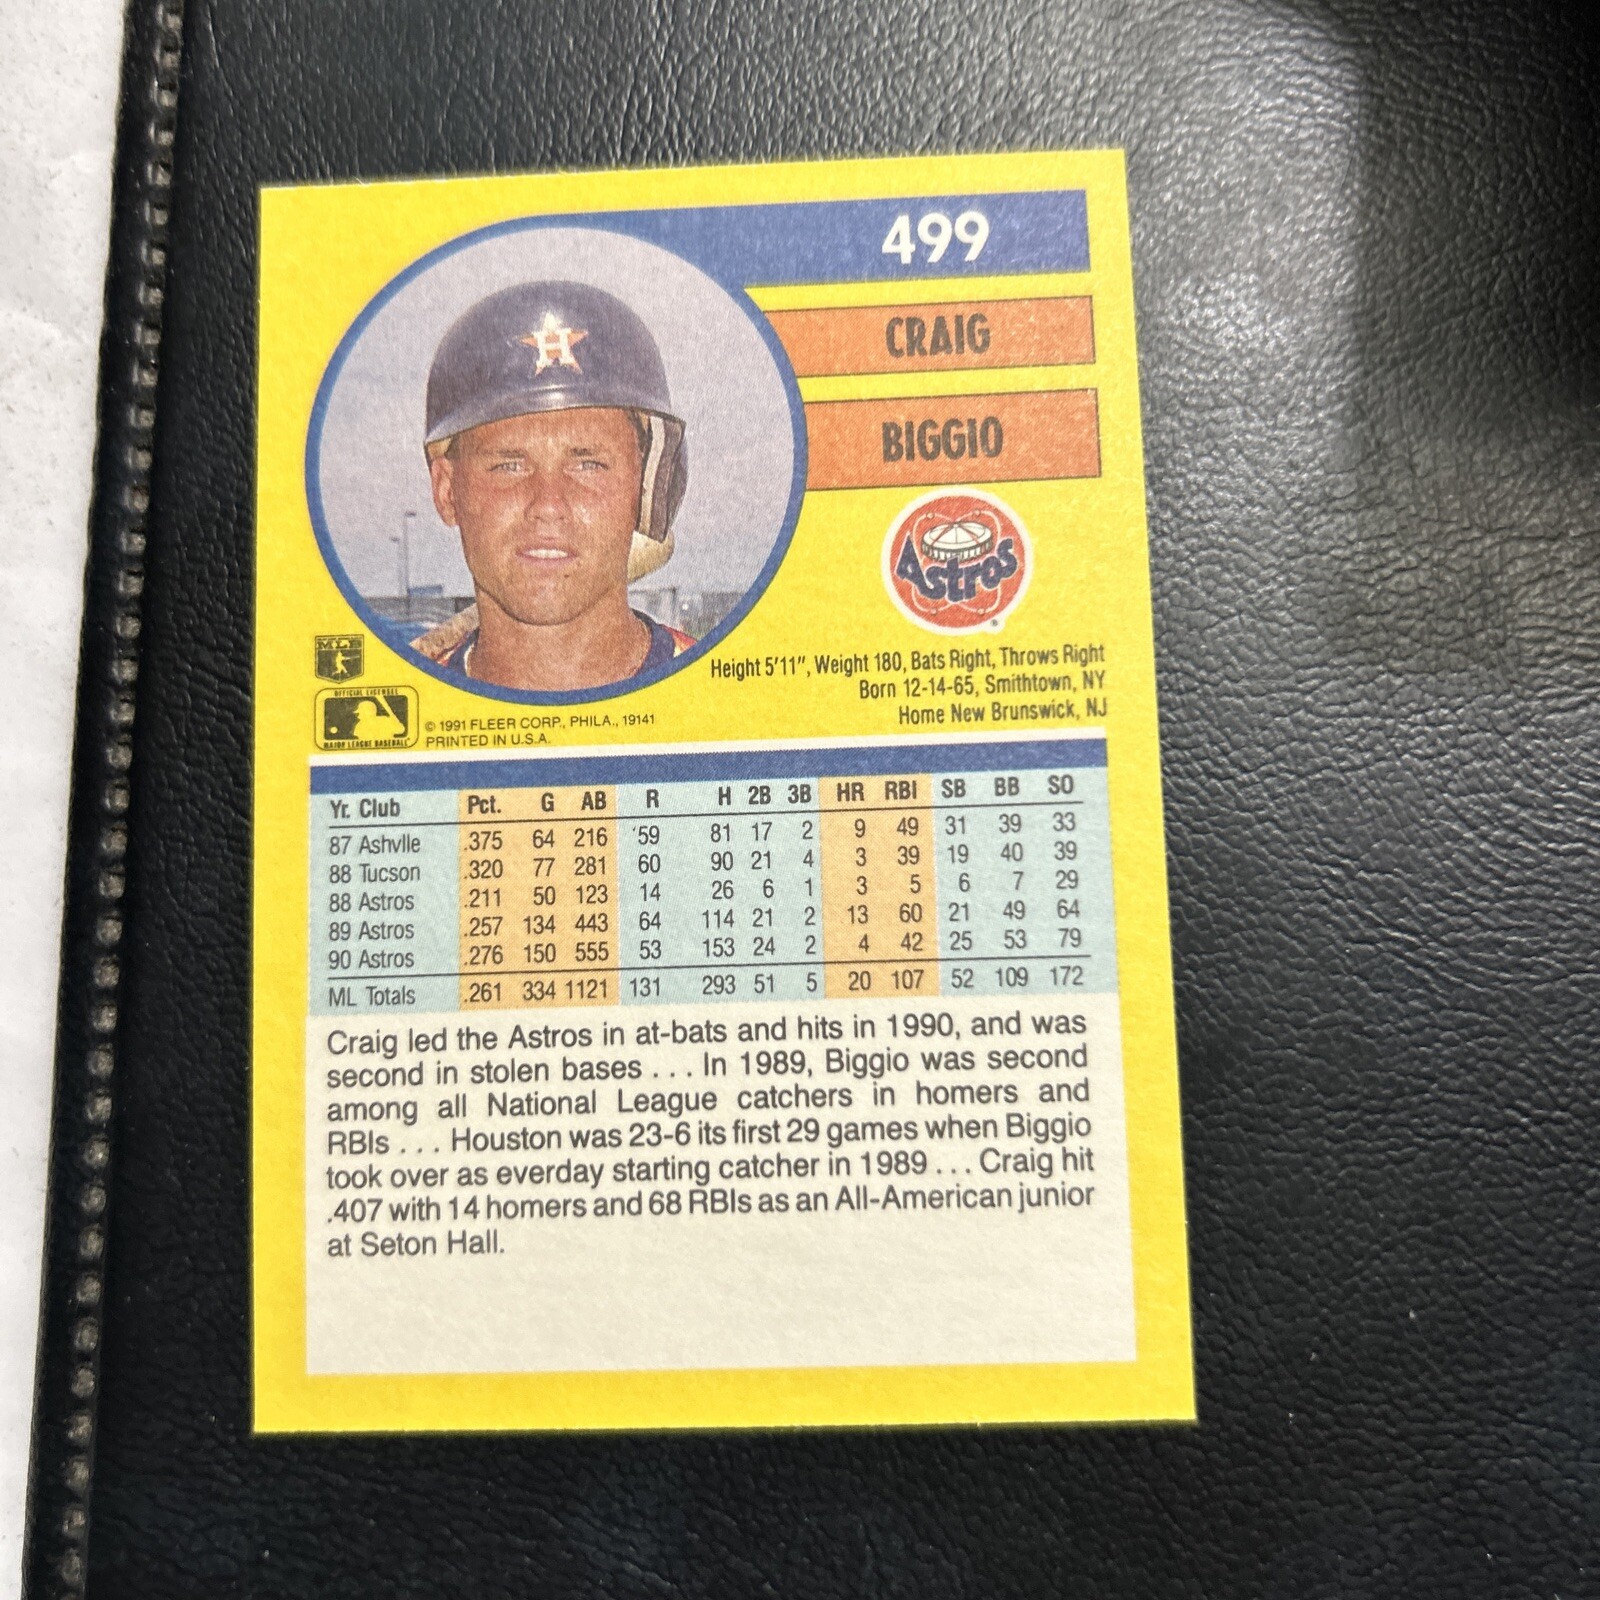 499
CRAIG
BIGGIO
H
Astros
Height 5'11", Weight 180, Bats Right, Throws Right
Born 12-14-65, Smithtown, NY
Home New Brunswick, NJ
MLB
OFFICIAL LICENSEE
MAJOR LEAGUE BASEBALL
© 1991 FLEER CORP., PHILA., 19141
PRINTED IN U.S.A.
Yr. Club Pct. G AB R H 2B 3B HR RBI SB BB SO
87 Ashvlle .375 64 216 '59 81 17 2 9 49 31 39 33
88 Tucson .320 77 281 60 90 21 4 3 39 19 40 39
88 Astros .211 50 123 14 26 6 1 3 5 6 7 29
89 Astros .257 134 443 64 114 21 2 13 60 21 49 64
90 Astros .276 150 555 53 153 24 2 4 42 25 53 79
ML Totals .261 334 1121 131 293 51 5 20 107 52 109 172
Craig led the Astros in at-bats and hits in 1990, and was
second in stolen bases . . . In 1989, Biggio was second
among all National League catchers in homers and
RBIs . . . Houston was 23-6 its first 29 games when Biggio
took over as everday starting catcher in 1989 . . . Craig hit
.407 with 14 homers and 68 RBIs as an All-American junior
at Seton Hall.